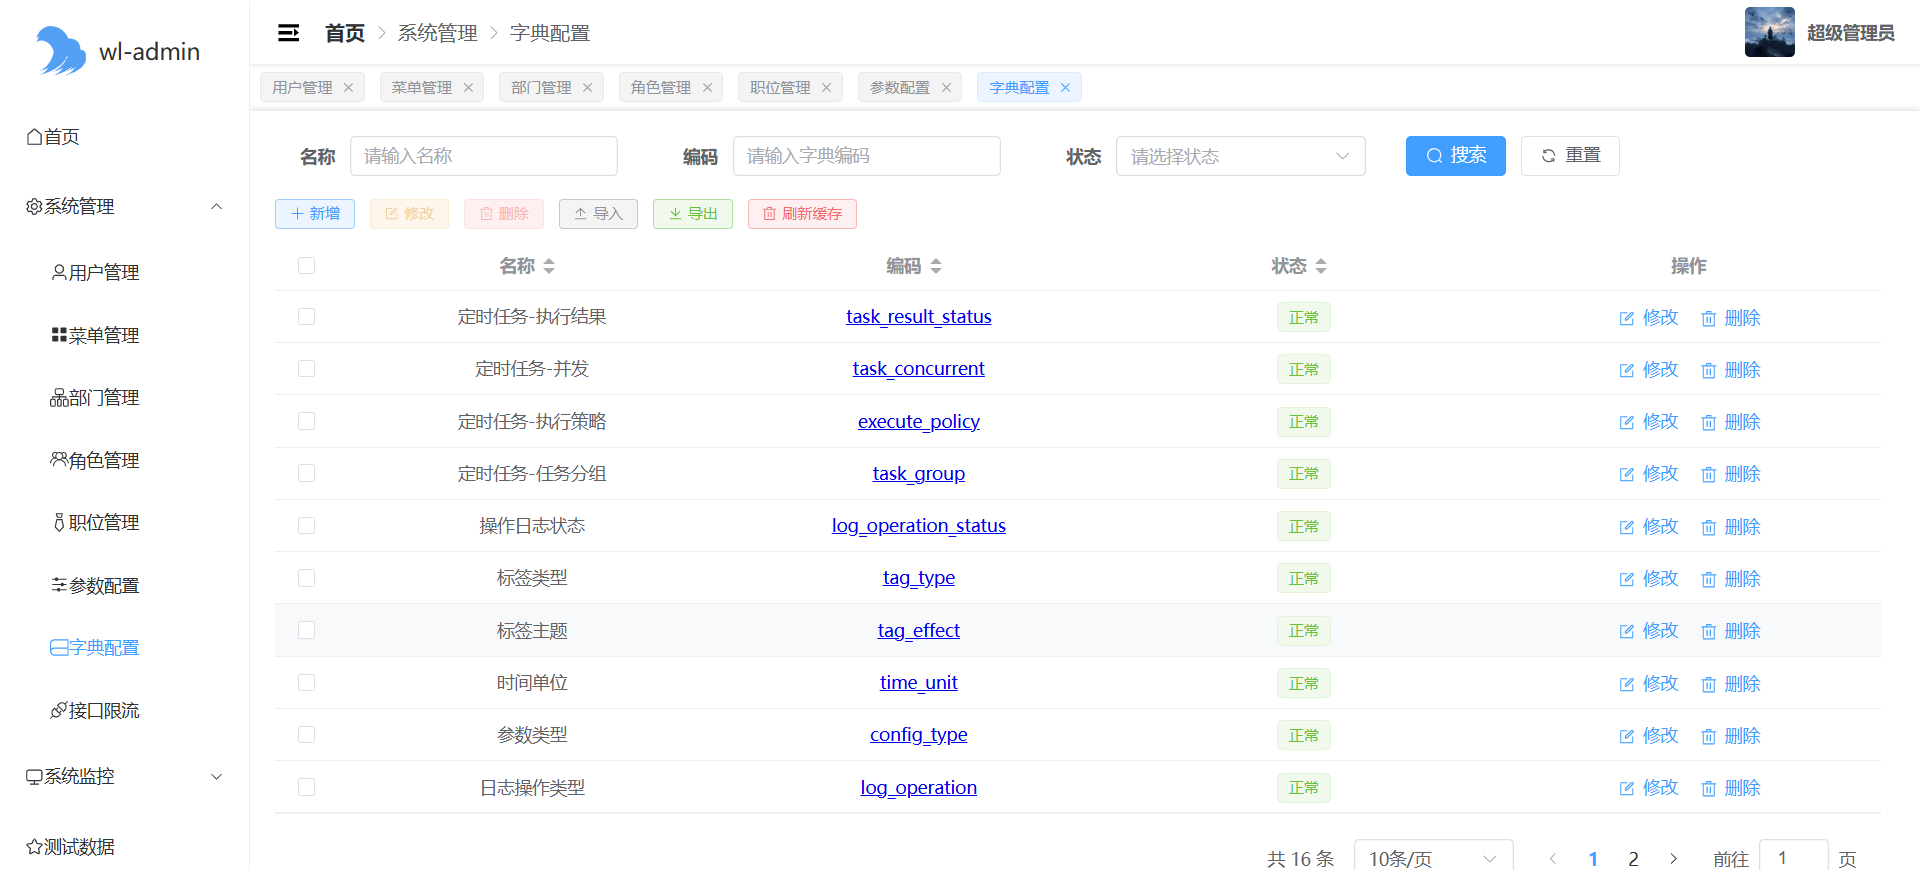 wl-admin
首页
系统管理
用户管理
菜单管理
部门管理
角色管理
职位管理
参数配置
字典配置
接口限流
系统监控
测试数据
首页 > 系统管理 > 字典配置
超级管理员
用户管理 × 菜单管理 × 部门管理 × 角色管理 × 职位管理 × 参数配置 × 字典配置 ×
名称 请输入名称 编码 请输入字典编码 状态 请选择状态 搜索 重置
新增 修改 删除 导入 导出 刷新缓存
名称 编码 状态 操作
定时任务-执行结果 task_result_status 正常 修改 删除
定时任务-并发 task_concurrent 正常 修改 删除
定时任务-执行策略 execute_policy 正常 修改 删除
定时任务-任务分组 task_group 正常 修改 删除
操作日志状态 log_operation_status 正常 修改 删除
标签类型 tag_type 正常 修改 删除
标签主题 tag_effect 正常 修改 删除
时间单位 time_unit 正常 修改 删除
参数类型 config_type 正常 修改 删除
日志操作类型 log_operation 正常 修改 删除
共 16 条 10条/页 < 1 2 > 前往 1 页